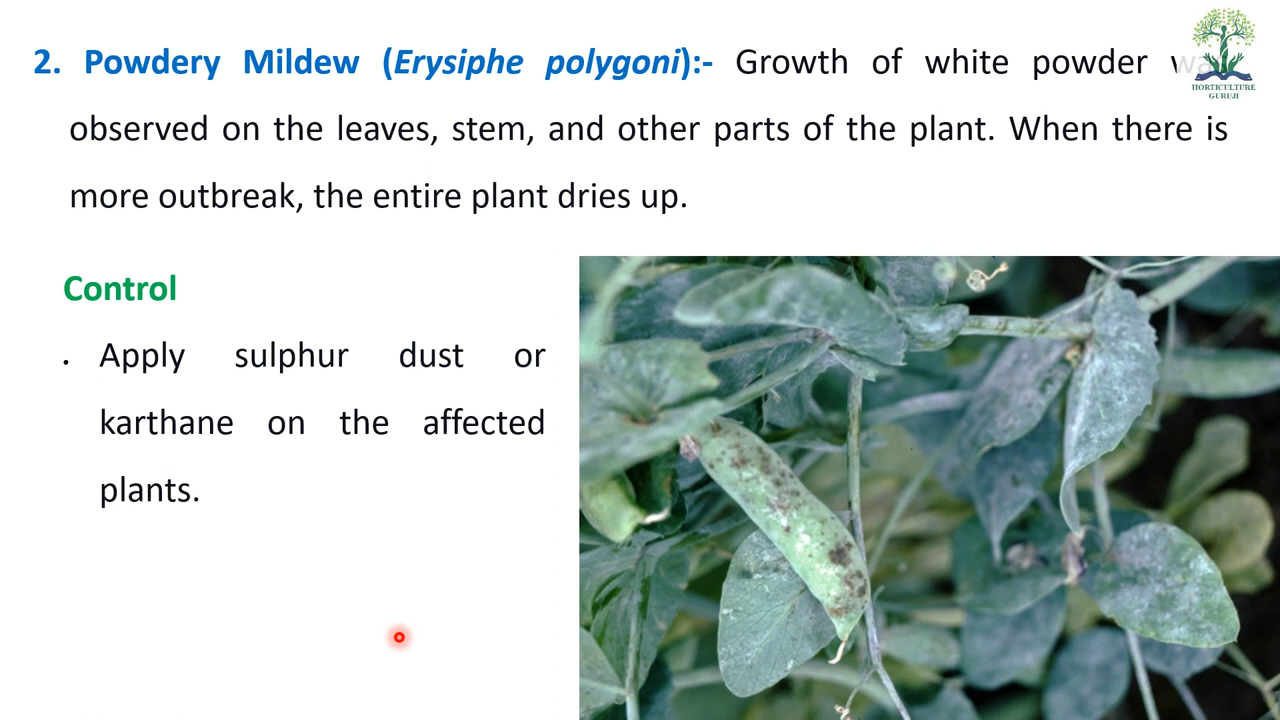 2. Powdery Mildew (Erysiphe polygoni):- Growth of white powder
observed on the leaves, stem, and other parts of the plant. When there is
more outbreak, the entire plant dries up.
HORTICULTURE
GURUJI
Control
• Apply sulphur dust or
karthane on the affected
plants.